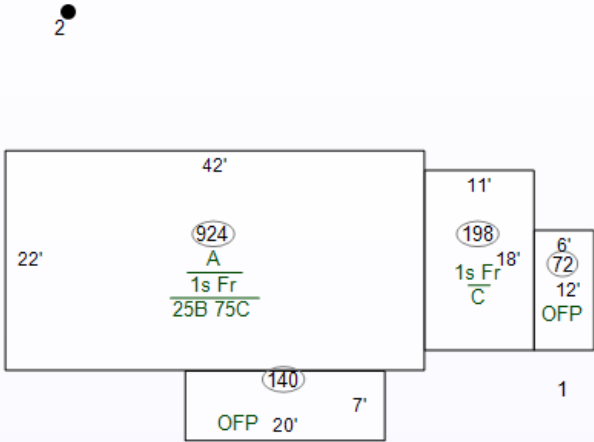 2
42'
22'
924
A
1s Fr
25B 75C
11'
198
18'
1s Fr
C
6'
72
12'
OFP
140
7'
OFP 20'
1